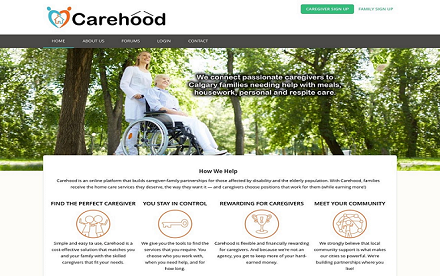 Carehood
CAREGIVER SIGN UP
FAMILY SIGN UP
HOME
ABOUT US
FORUMS
LOGIN
CONTACT
We connect passionate caregivers to
Calgary families needing help with meals,
housework, personal and respite care.
How We Help
Carehood is an online platform that builds caregiver-family partnerships for those affected by disability and the elderly population. With Carehood, families
receive the home care services they deserve, the way they want it — and caregivers choose positions that work for them (while earning more!)
FIND THE PERFECT CAREGIVER
Simple and easy to use, Carehood is a
cost-effective solution that matches you
and your family with the skilled
caregivers that fit your needs.
YOU STAY IN CONTROL
We give you the tools to find the
services that you require. You
choose who you work with,
when you need help, and for
how long.
REWARDING FOR CAREGIVERS
Carehood is flexible and financially rewarding
for caregivers. And because we're not an
agency, you get to keep more of your hard-
earned money.
MEET YOUR COMMUNITY
We strongly believe that local
community support is what makes
our cities so powerful. We're
building partnerships where you
live!